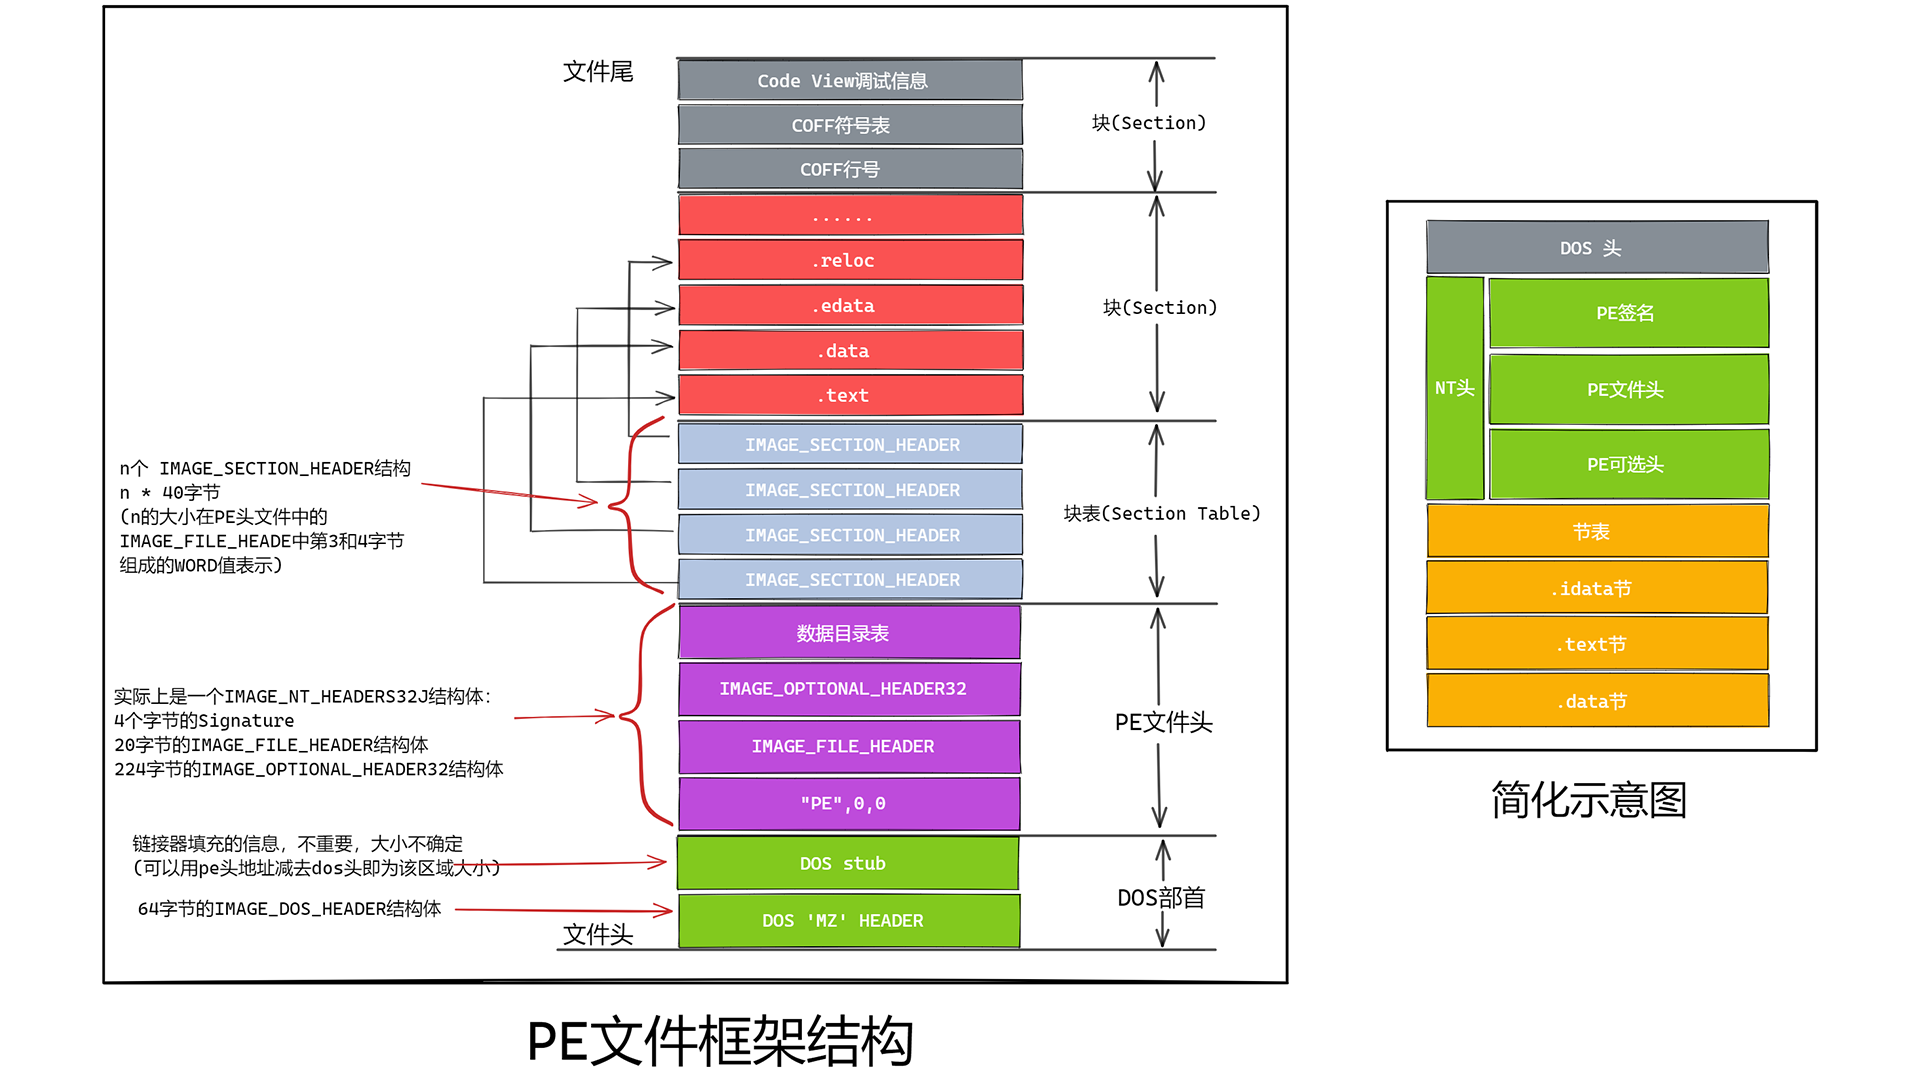 文件尾
Code View调试信息
COFF符号表
COFF行号
块(Section)
......
.reloc
.edata
.data
.text
块(Section)
IMAGE_SECTION_HEADER
IMAGE_SECTION_HEADER
IMAGE_SECTION_HEADER
IMAGE_SECTION_HEADER
块表(Section Table)
n个 IMAGE_SECTION_HEADER结构
n * 40字节
(n的大小在PE头文件中的
IMAGE_FILE_HEADE中第3和4字节
组成的WORD值表示)
数据目录表
IMAGE_OPTIONAL_HEADER32
IMAGE_FILE_HEADER
"PE",0,0
PE文件头
实际上是一个IMAGE_NT_HEADERS32J结构体:
4个字节的Signature
20字节的IMAGE_FILE_HEADER结构体
224字节的IMAGE_OPTIONAL_HEADER32结构体
链接器填充的信息，不重要，大小不确定
(可以用pe头地址减去dos头即为该区域大小)
DOS stub
64字节的IMAGE_DOS_HEADER结构体
DOS 'MZ' HEADER
DOS部首
文件头
PE文件框架结构
DOS 头
NT头
PE签名
PE文件头
PE可选头
节表
.idata节
.text节
.data节
简化示意图